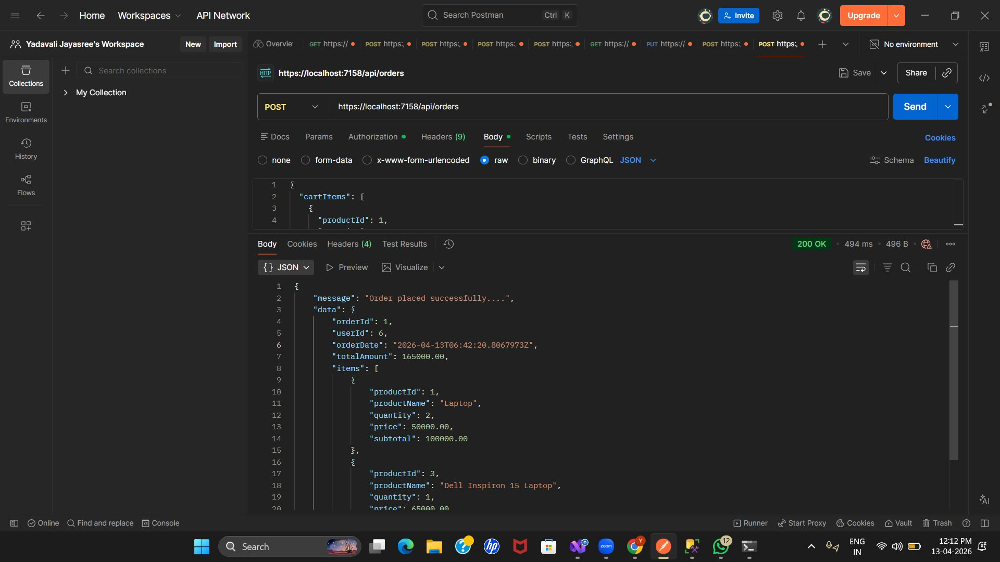 Home
Workspaces
API Network
Search Postman
Ctrl K
Invite
Upgrade
Yadavali Jayasree's Workspace
New
Import
Overvie
GET https://
POST https:,
POST https:,
POST https:,
POST https:,
GET https://
PUT https://
POST https:,
POST https:,
No environment
Collections
Environments
History
Flows
Search collections
My Collection
HTTP
https://localhost:7158/api/orders
Save
Share
POST
https://localhost:7158/api/orders
Send
Docs
Params
Authorization
Headers (9)
Body
Scripts
Tests
Settings
Cookies
none
form-data
x-www-form-urlencoded
raw
binary
GraphQL
JSON
Schema
Beautify
1 {
2 "cartItems": [
3 {
4 "productId": 1,
Body
Cookies
Headers (4)
Test Results
200 OK
494 ms
496 B
{} JSON
Preview
Visualize
1 {
2 "message": "Order placed successfully....",
3 "data": {
4 "orderId": 1,
5 "userId": 6,
6 "orderDate": "2026-04-13T06:42:20.8067973Z",
7 "totalAmount": 165000.00,
8 "items": [
9 {
10 "productId": 1,
11 "productName": "Laptop",
12 "quantity": 2,
13 "price": 50000.00,
14 "subtotal": 100000.00
15 },
16 {
17 "productId": 3,
18 "productName": "Dell Inspiron 15 Laptop",
19 "quantity": 1,
20 "price": 65000.00
Online
Find and replace
Console
Runner
Start Proxy
Cookies
Vault
Trash
AI
Search
hp
zoom
Y
12
ENG
IN
12:12 PM
13-04-2026